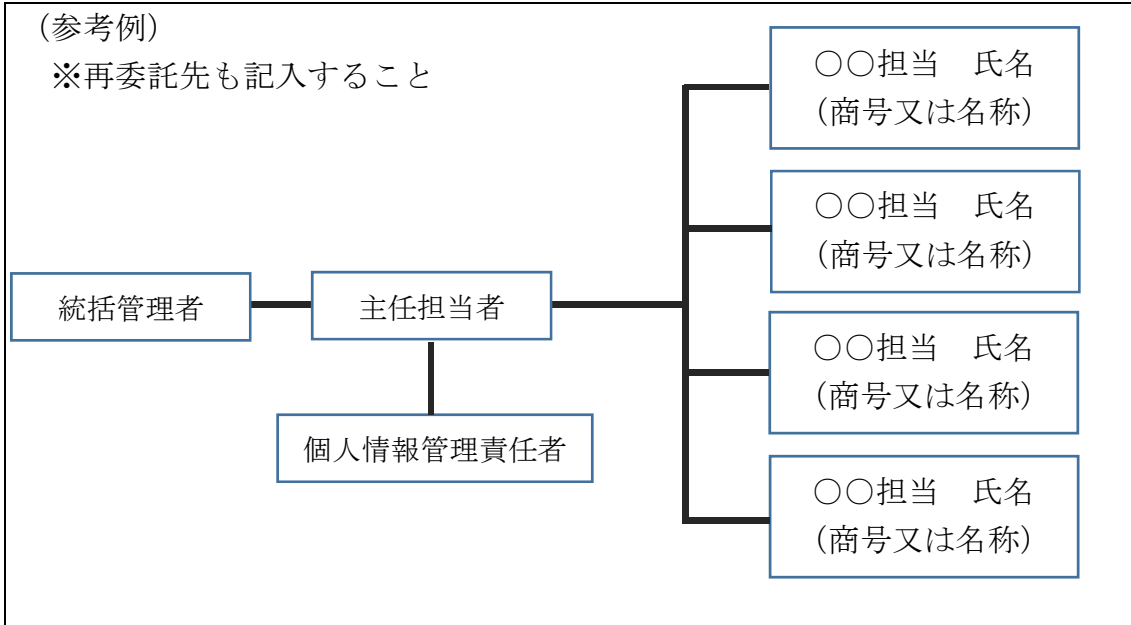 (参考例)
※再委託先も記入すること
統括管理者
主任担当者
個人情報管理責任者
○○担当　氏名
(商号又は名称)
○○担当　氏名
(商号又は名称)
○○担当　氏名
(商号又は名称)
○○担当　氏名
(商号又は名称)